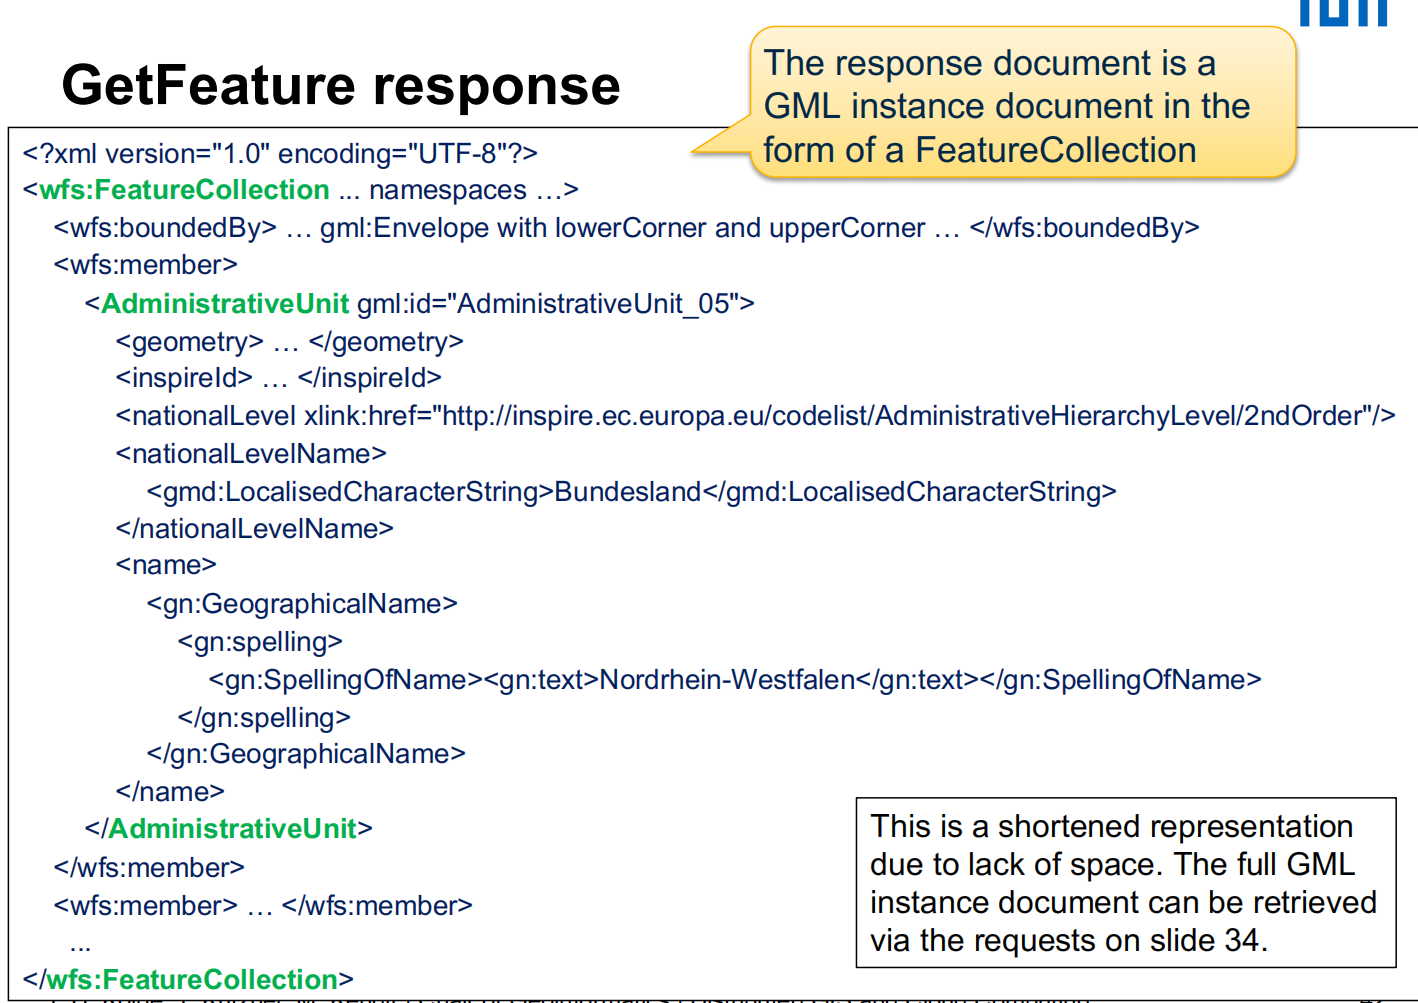 GetFeature response
The response document is a
GML instance document in the
form of a FeatureCollection
<?xml version="1.0" encoding="UTF-8"?>
<wfs:FeatureCollection ... namespaces …>
<wfs:boundedBy> … gml:Envelope with lowerCorner and upperCorner … </wfs:boundedBy>
<wfs:member>
<AdministrativeUnit gml:id="AdministrativeUnit_05">
<geometry> … </geometry>
<inspireId> … </inspireId>
<nationalLevel xlink:href="http://inspire.ec.europa.eu/codelist/AdministrativeHierarchyLevel/2ndOrder"/>
<nationalLevelName>
<gmd:LocalisedCharacterString>Bundesland</gmd:LocalisedCharacterString>
</nationalLevelName>
<name>
<gn:GeographicalName>
<gn:spelling>
<gn:SpellingOfName><gn:text>Nordrhein-Westfalen</gn:text></gn:SpellingOfName>
</gn:spelling>
</gn:GeographicalName>
</name>
</AdministrativeUnit>
</wfs:member>
<wfs:member> … </wfs:member>
...
</wfs:FeatureCollection>
This is a shortened representation
due to lack of space. The full GML
instance document can be retrieved
via the requests on slide 34.